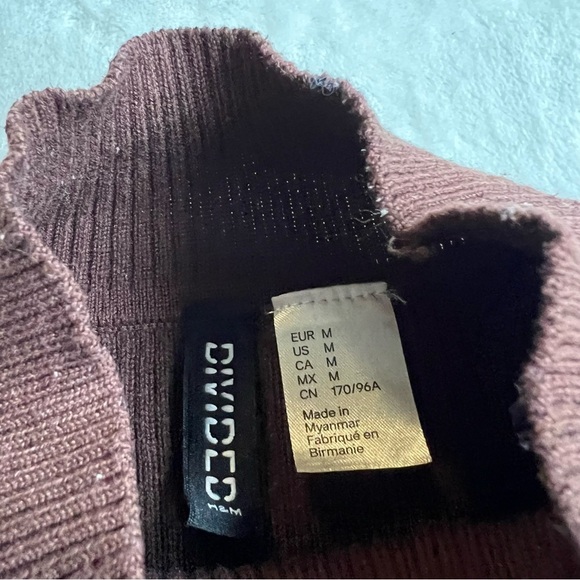 DIVIDED
H&M
EUR M
US M
CA M
MX M
CN 170/96A
Made in
Myanmar
Fabriqué en
Birmanie